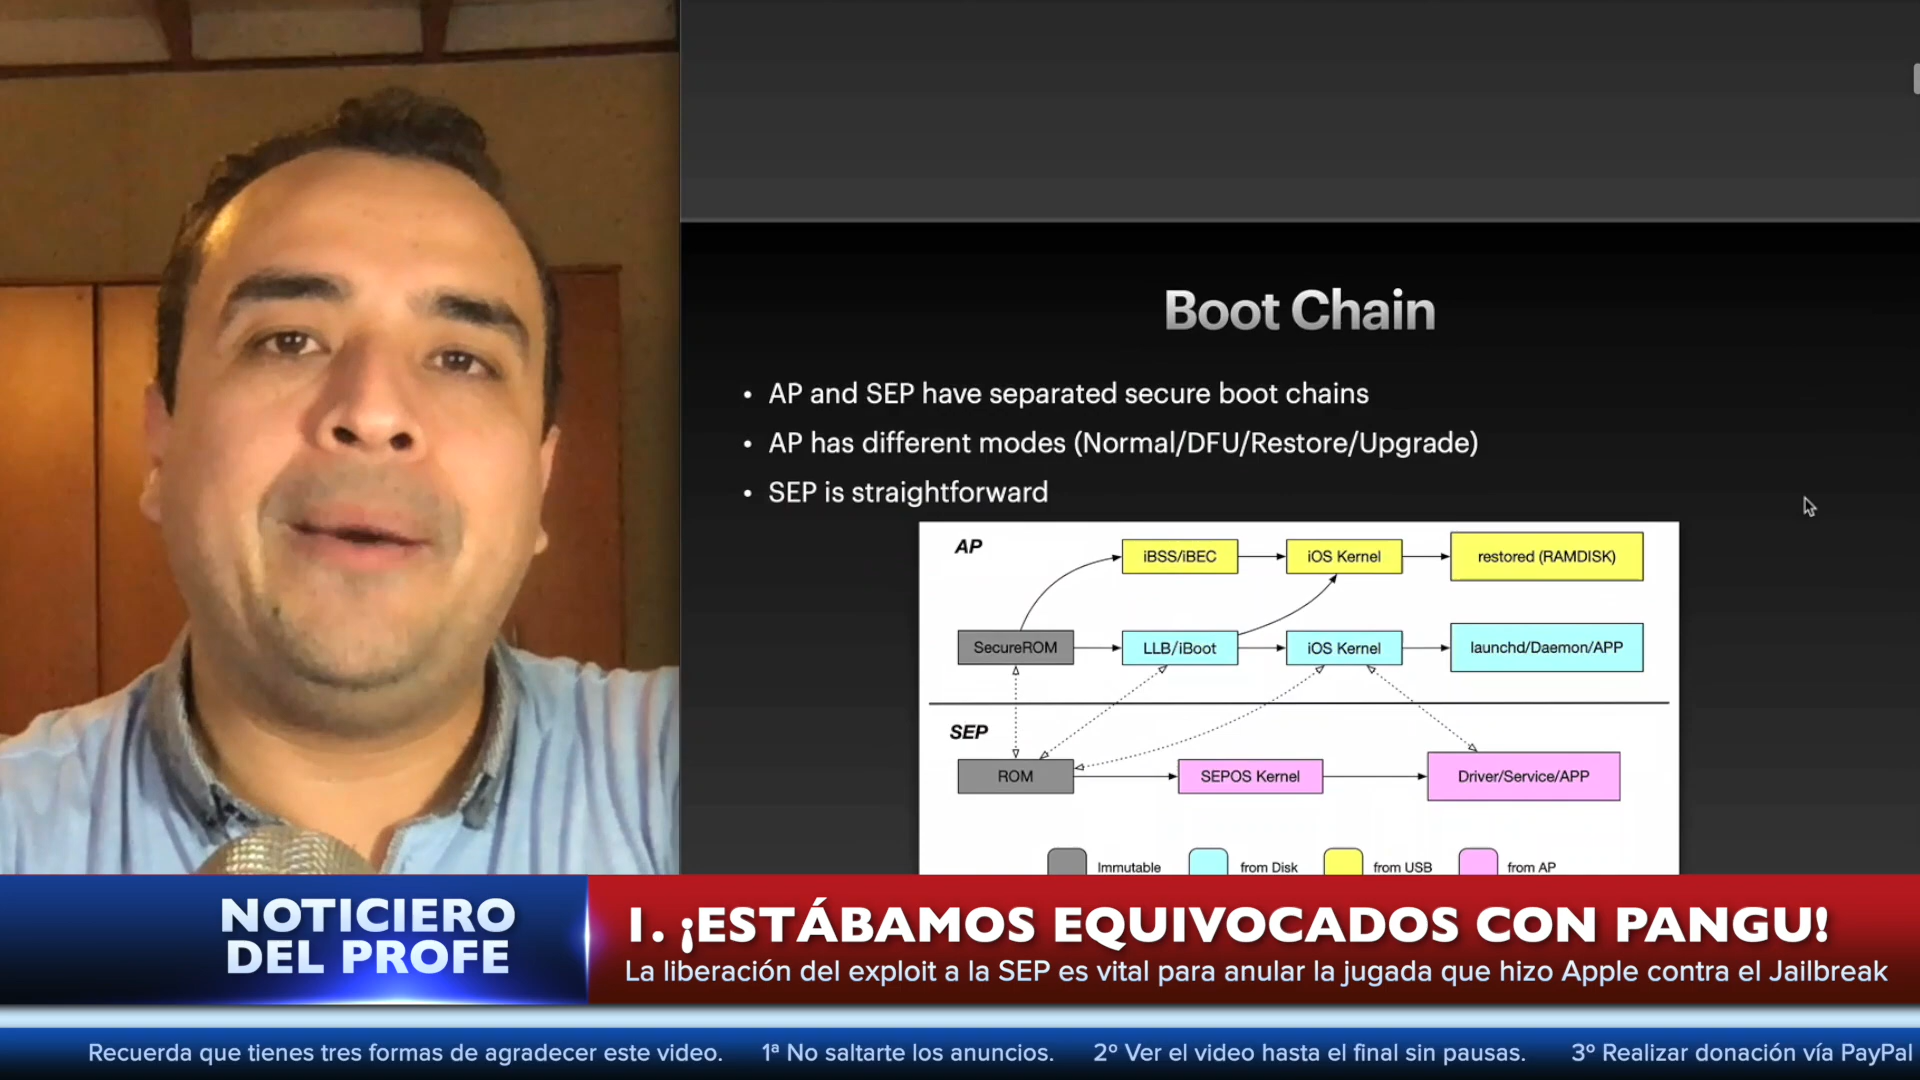 Boot Chain
• AP and SEP have separated secure boot chains
• AP has different modes (Normal/DFU/Restore/Upgrade)
• SEP is straightforward
AP
iBSS/iBEC
iOS Kernel
restored (RAMDISK)
SecureROM
LLB/iBoot
iOS Kernel
launchd/Daemon/APP
SEP
ROM
SEPOS Kernel
Driver/Service/APP
Immutable
from Disk
from USB
from AP
NOTICIERO
DEL PROFE
1. ¡ESTÁBAMOS EQUIVOCADOS CON PANGU!
La liberación del exploit a la SEP es vital para anular la jugada que hizo Apple contra el Jailbreak
Recuerda que tienes tres formas de agradecer este video. 1ª No saltarte los anuncios. 2º Ver el video hasta el final sin pausas. 3º Realizar donación vía PayPal